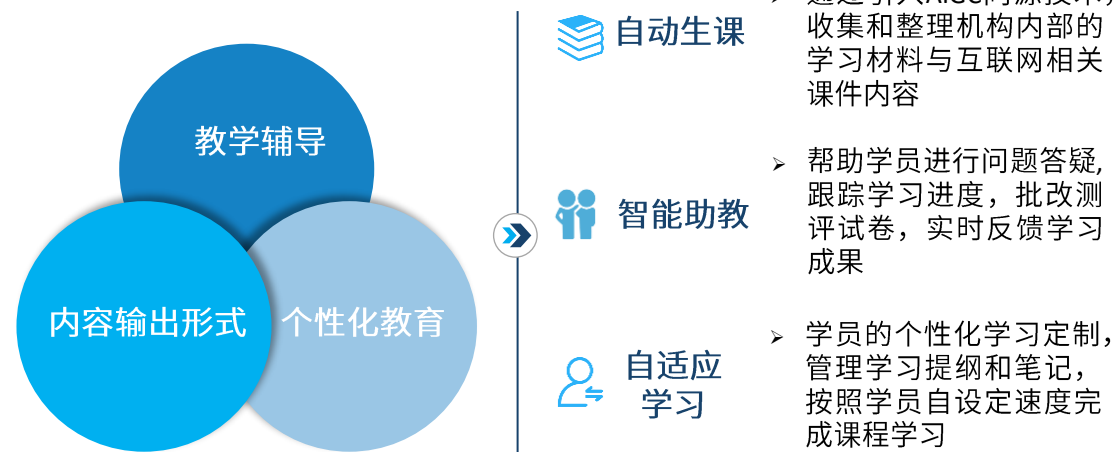 教学辅导
内容输出形式
个性化教育
自动生课
收集和整理机构内部的
学习材料与互联网相关
课件内容
智能助教
帮助学员进行问题答疑,
跟踪学习进度，批改测
评试卷，实时反馈学习
成果
自适应
学习
学员的个性化学习定制，
管理学习提纲和笔记，
按照学员自设定速度完
成课程学习